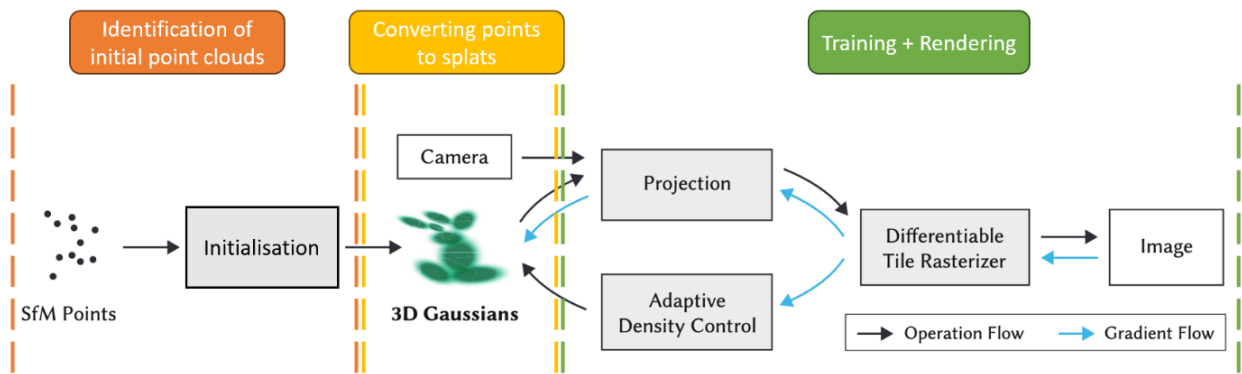 Identification of
initial point clouds
Converting points
to splats
Training + Rendering
Camera
Projection
Initialisation
Differentiable
Tile Rasterizer
Image
SfM Points
3D Gaussians
Adaptive
Density Control
Operation Flow
Gradient Flow